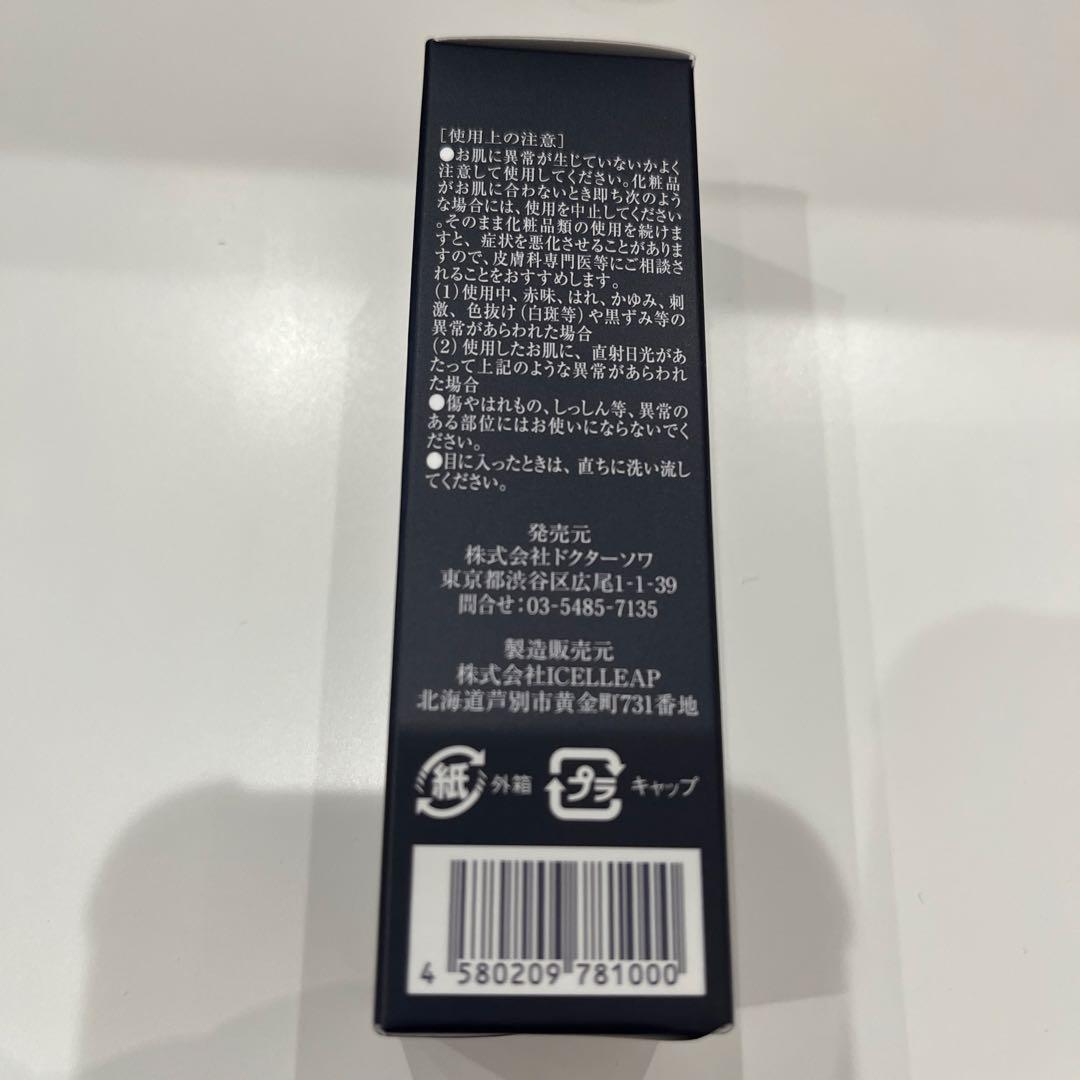 [使用上の注意]
●お肌に異常が生じていないかよく
注意して使用してください。化粧品
がお肌に合わないとき即ち次のよう
な場合には、使用を中止してください
。そのまま化粧品類の使用を続けま
すと、症状を悪化させることがありま
すので、皮膚科専門医等にご相談さ
れることをおすすめします。
(1)使用中、赤味、はれ、かゆみ、刺
激、色抜け(白斑等)や黒ずみ等の
異常があらわれた場合
(2)使用したお肌に、直射日光があ
たって上記のような異常があらわれ
た場合
●傷やはれもの、しっしん等、異常の
ある部位にはお使いにならないでく
ださい。
●目に入ったときは、直ちに洗い流し
てください。
発売元
株式会社ドクターソワ
東京都渋谷区広尾1-1-39
問合せ:03-5485-7135
製造販売元
株式会社ICELLEAP
北海道芦別市黄金町731番地
紙 外箱 プラ キャップ
4 580209 781000